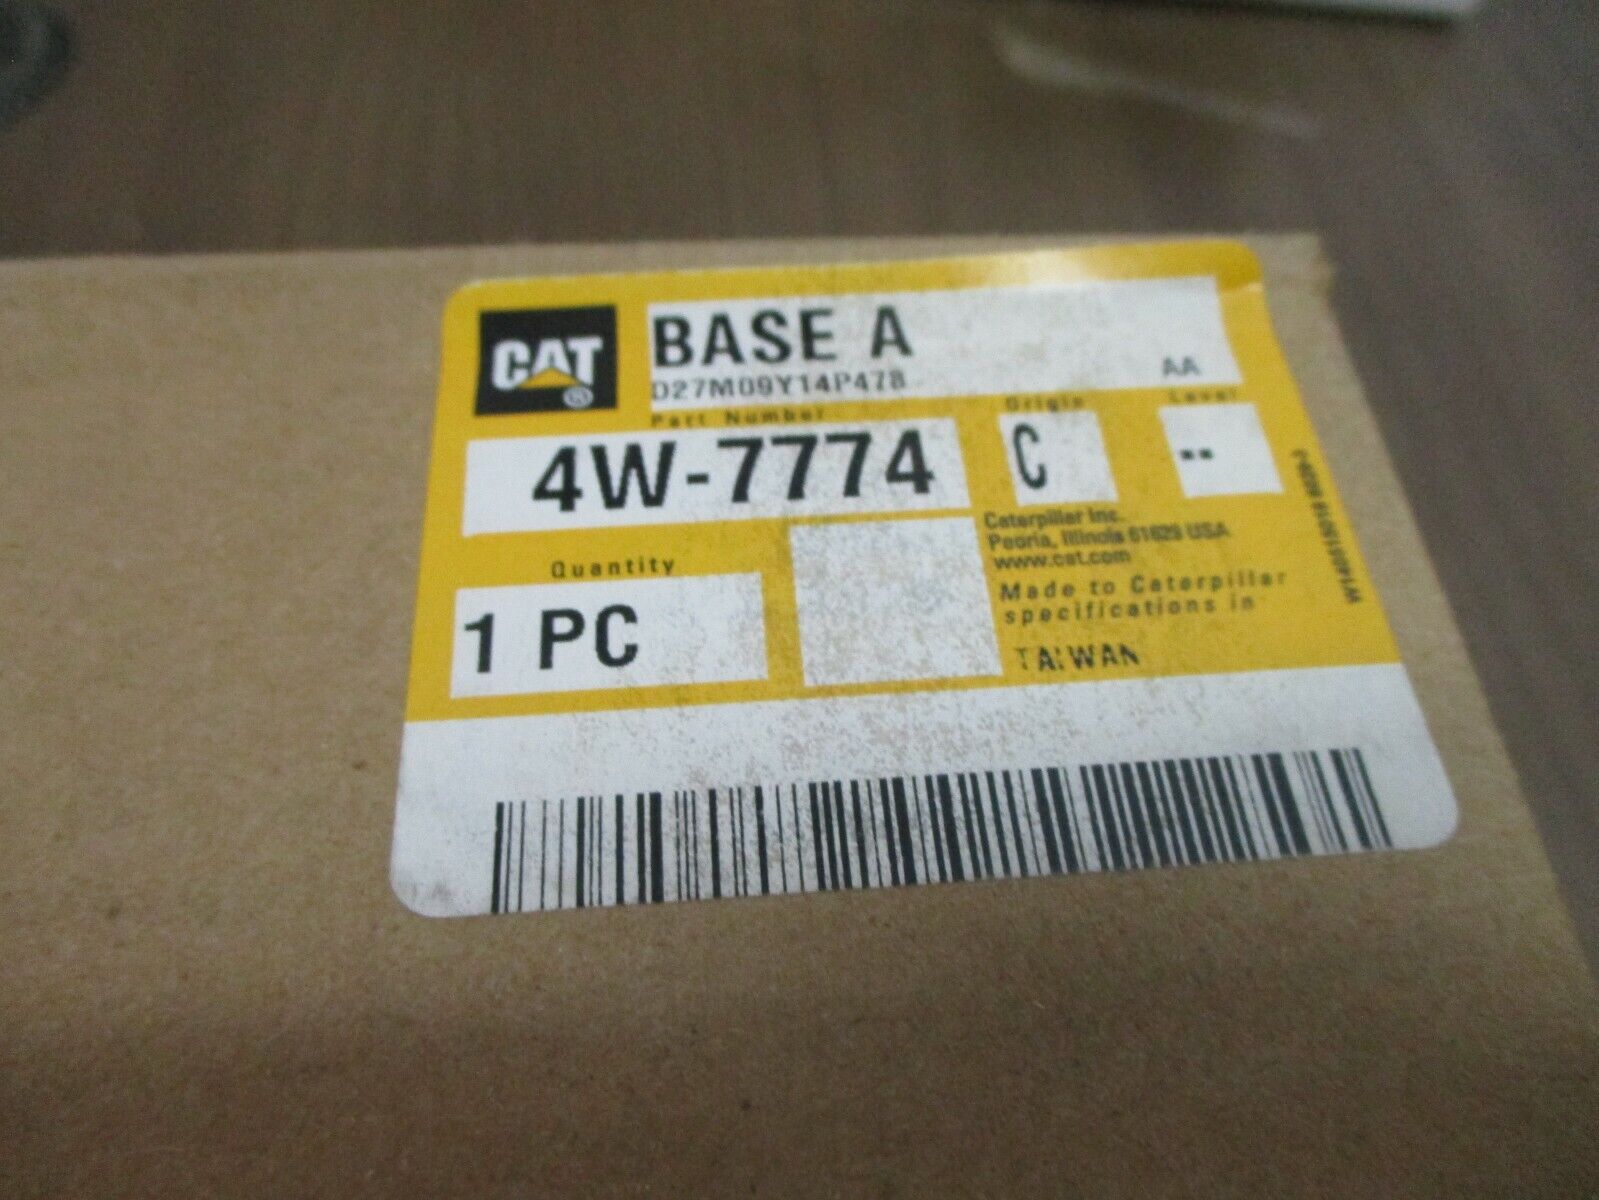 CAT
®
BASE A
D27M09Y14P478
AA
Part Number
Origin
Level
4W-7774
C
--
Caterpillar Inc.
Peoria, Illinois 61629 USA
www.cat.com
Quantity
1 PC
Made to Caterpillar
specifications in
TAIWAN